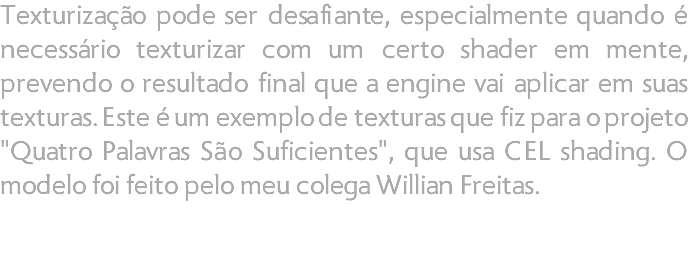 Texturização pode ser desafiante, especialmente quando é
necessário texturizar com um certo shader em mente,
prevendo o resultado final que a engine vai aplicar em suas
texturas. Este é um exemplo de texturas que fiz para o projeto
"Quatro Palavras São Suficientes", que usa CEL shading. O
modelo foi feito pelo meu colega Willian Freitas.